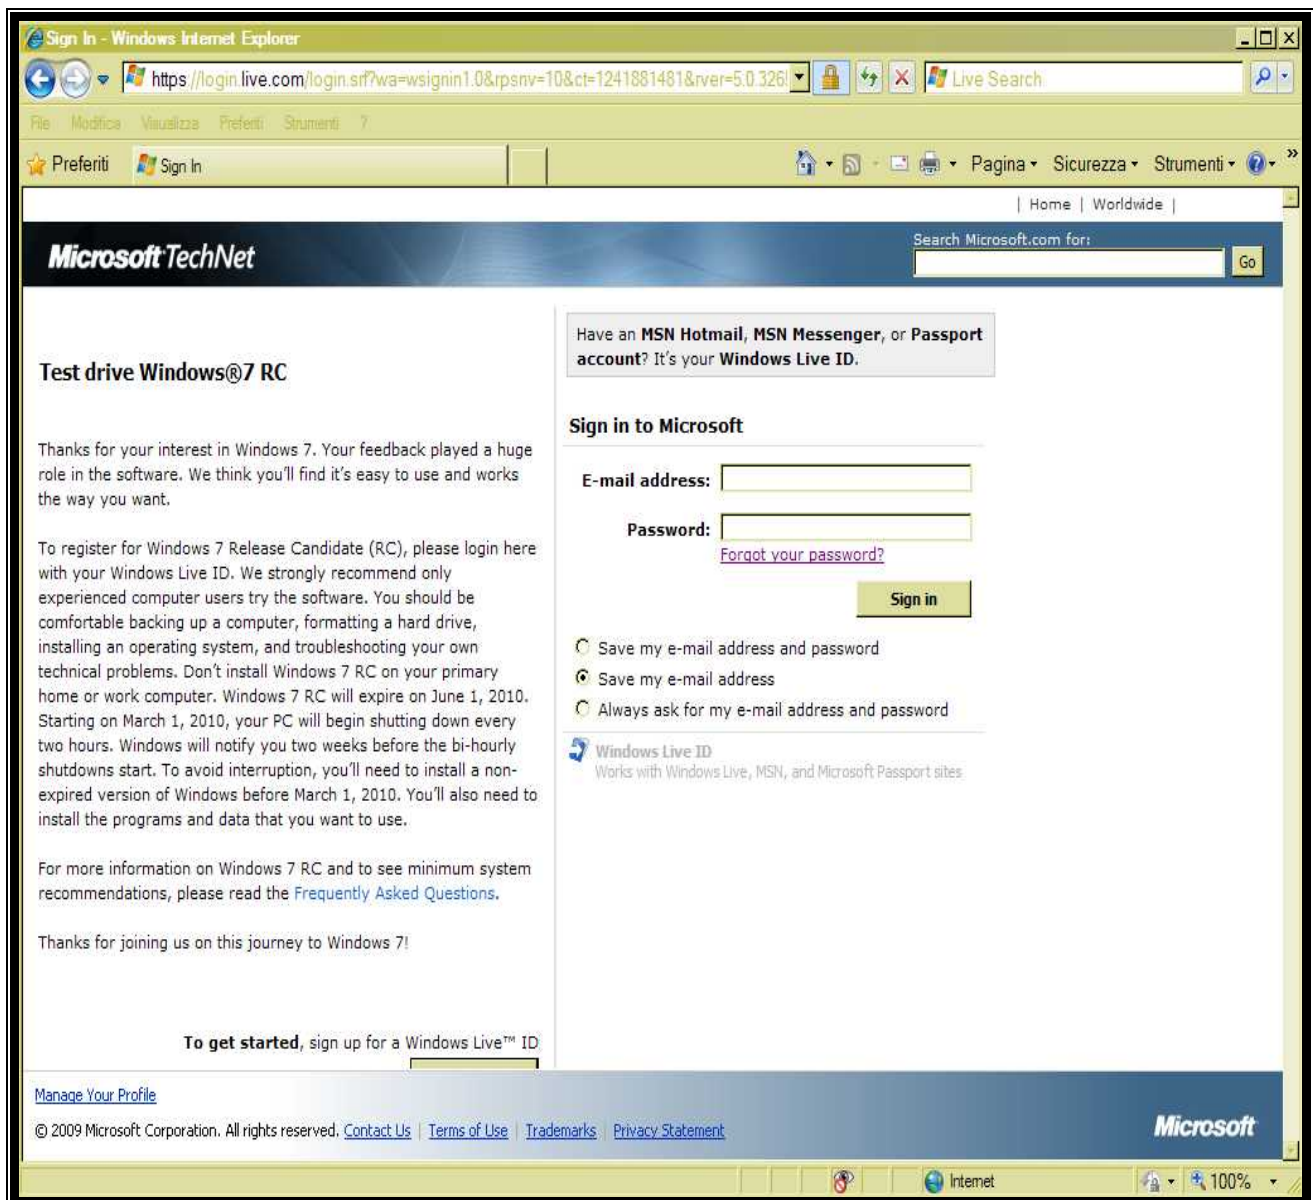 Sign In - Windows Internet Explorer
https://login.live.com/login.srf?wa=wsignin1.0&rpsnv=10&ct=1241881481&rver=5.0.326
Live Search
File Modifica Visualizza Preferiti Strumenti ?
Preferiti
Sign In
Pagina Sicurezza Strumenti »
| Home | Worldwide |
Microsoft TechNet
Search Microsoft.com for:
Go
Test drive Windows®7 RC
Thanks for your interest in Windows 7. Your feedback played a huge
role in the software. We think you'll find it's easy to use and works
the way you want.
To register for Windows 7 Release Candidate (RC), please login here
with your Windows Live ID. We strongly recommend only
experienced computer users try the software. You should be
comfortable backing up a computer, formatting a hard drive,
installing an operating system, and troubleshooting your own
technical problems. Don't install Windows 7 RC on your primary
home or work computer. Windows 7 RC will expire on June 1, 2010.
Starting on March 1, 2010, your PC will begin shutting down every
two hours. Windows will notify you two weeks before the bi-hourly
shutdowns start. To avoid interruption, you'll need to install a non-
expired version of Windows before March 1, 2010. You'll also need to
install the programs and data that you want to use.
For more information on Windows 7 RC and to see minimum system
recommendations, please read the Frequently Asked Questions.
Thanks for joining us on this journey to Windows 7!
To get started, sign up for a Windows Live™ ID
Have an MSN Hotmail, MSN Messenger, or Passport
account? It's your Windows Live ID.
Sign in to Microsoft
E-mail address:
Password:
Forgot your password?
Sign in
Save my e-mail address and password
Save my e-mail address
Always ask for my e-mail address and password
Windows Live ID
Works with Windows Live, MSN, and Microsoft Passport sites
Manage Your Profile
© 2009 Microsoft Corporation. All rights reserved. Contact Us | Terms of Use | Trademarks | Privacy Statement
Microsoft
Internet
100%